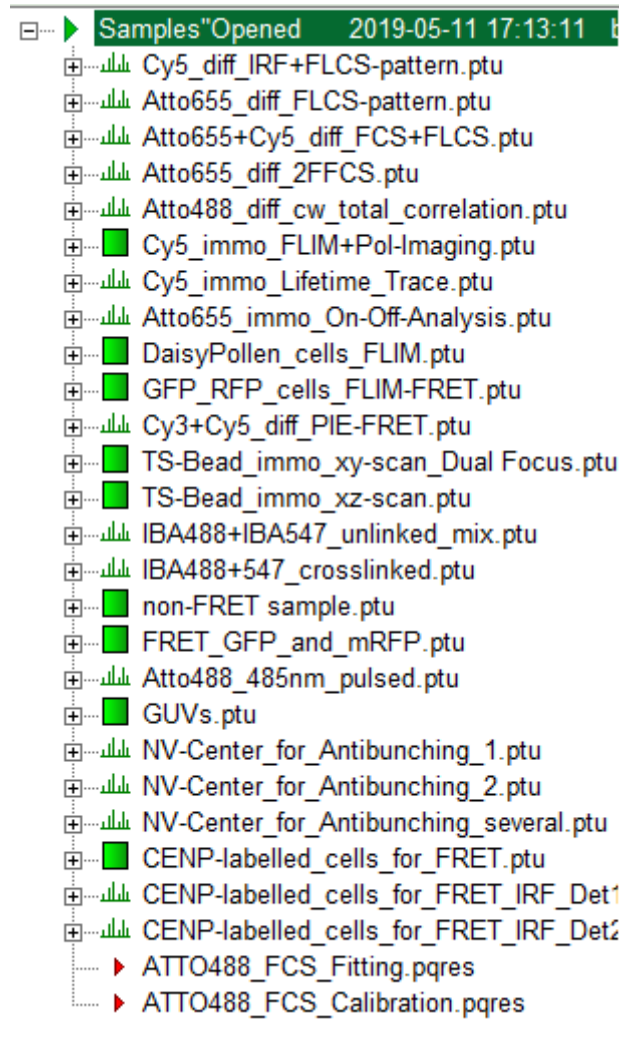 Samples"Opened 2019-05-11 17:13:11
Cy5_diff_IRF+FLCS-pattern.ptu
Atto655_diff_FLCS-pattern.ptu
Atto655+Cy5_diff_FCS+FLCS.ptu
Atto655_diff_2FFCS.ptu
Atto488_diff_cw_total_correlation.ptu
Cy5_immo_FLIM+Pol-Imaging.ptu
Cy5_immo_Lifetime_Trace.ptu
Atto655_immo_On-Off-Analysis.ptu
DaisyPollen_cells_FLIM.ptu
GFP_RFP_cells_FLIM-FRET.ptu
Cy3+Cy5_diff_PIE-FRET.ptu
TS-Bead_immo_xy-scan_Dual Focus.ptu
TS-Bead_immo_xz-scan.ptu
IBA488+IBA547_unlinked_mix.ptu
IBA488+547_crosslinked.ptu
non-FRET sample.ptu
FRET_GFP_and_mRFP.ptu
Atto488_485nm_pulsed.ptu
GUVs.ptu
NV-Center_for_Antibunching_1.ptu
NV-Center_for_Antibunching_2.ptu
NV-Center_for_Antibunching_several.ptu
CENP-labelled_cells_for_FRET.ptu
CENP-labelled_cells_for_FRET_IRF_Det1
CENP-labelled_cells_for_FRET_IRF_Det2
ATTO488_FCS_Fitting.pqres
ATTO488_FCS_Calibration.pqres